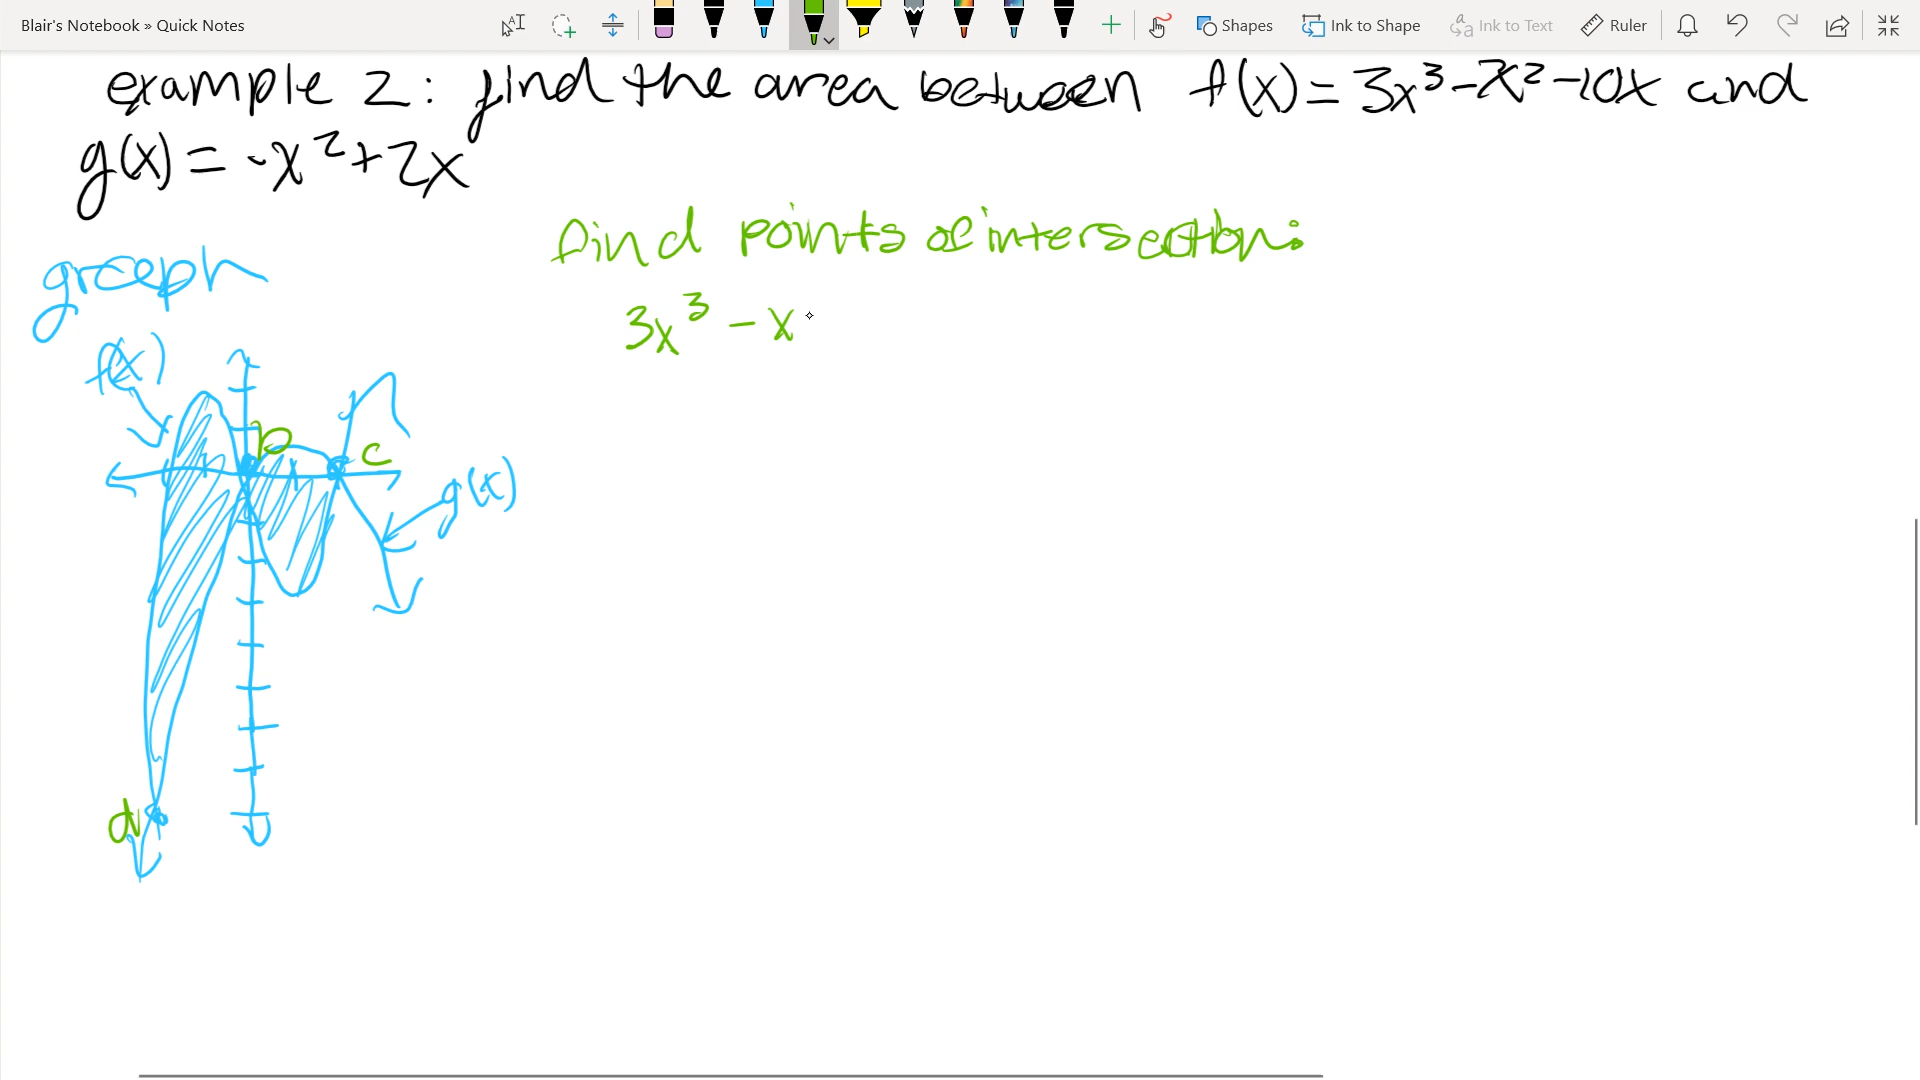 Blair's Notebook » Quick Notes
Shapes
Ink to Shape
Ink to Text
Ruler
example 2: find the area between f(x) = 3x³ - x² - 10x and
g(x) = -x² + 2x
find points of intersection:
graph
3x³ - x
f(x)
b
c
g(x)
d